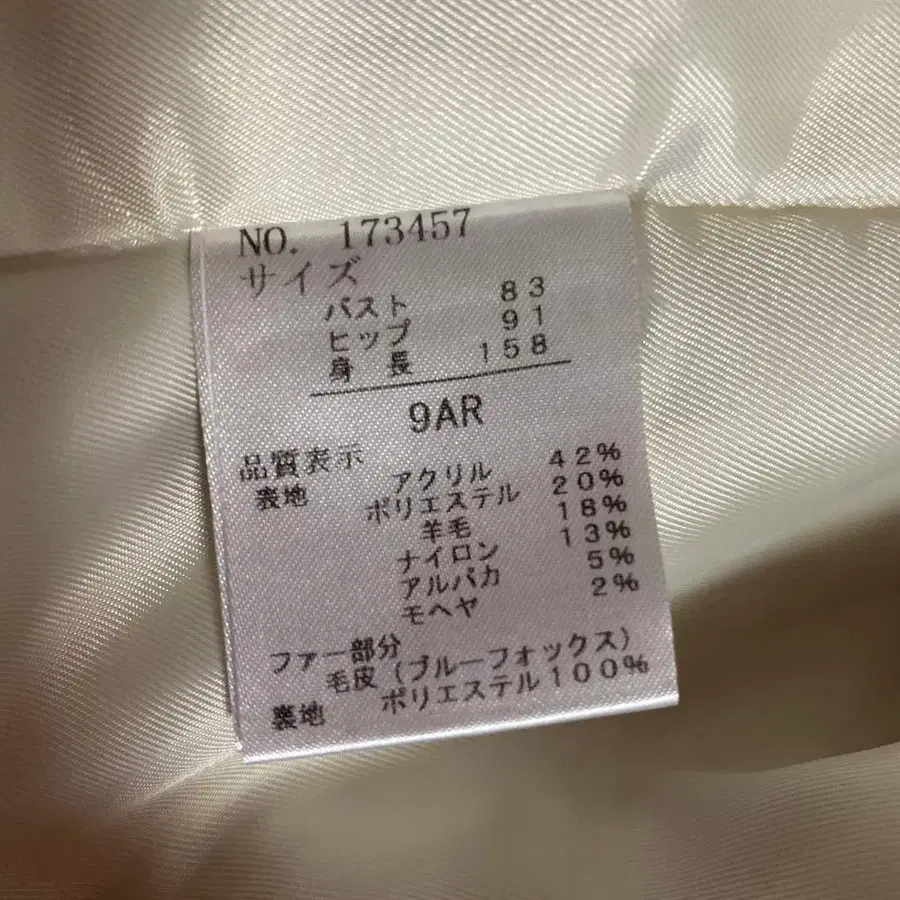 NO. 173457
サイズ
バスト 83
ヒップ 91
身長 158
9AR
品質表示
表地 アクリル 42%
ポリエステル 20%
羊毛 18%
ナイロン 13%
アルパカ 5%
モヘヤ 2%
ファー部分
毛皮(ブルーフォックス)
裏地 ポリエステル100%